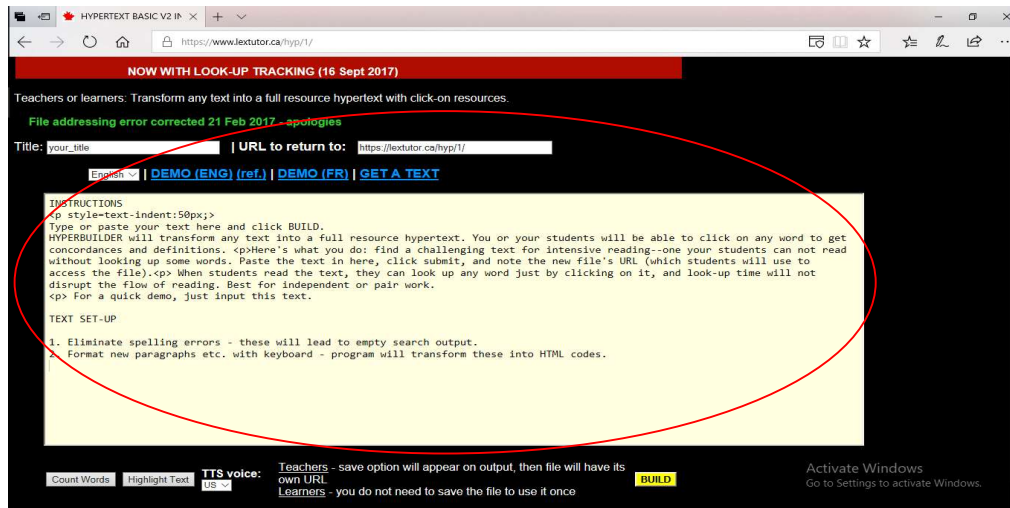 HYPERTEXT BASIC V2 IN
https://www.lextutor.ca/hyp/1/
NOW WITH LOOK-UP TRACKING (16 Sept 2017)
Teachers or learners: Transform any text into a full resource hypertext with click-on resources.
File addressing error corrected 21 Feb 2017 - apologies
Title: your_title | URL to return to: https://lextutor.ca/hyp/1/
English | DEMO (ENG) (ref.) | DEMO (FR) | GET A TEXT
INSTRUCTIONS
<p style=text-indent:50px;>
Type or paste your text here and click BUILD.
HYPERBUILDER will transform any text into a full resource hypertext. You or your students will be able to click on any word to get
concordances and definitions. <p>Here's what you do: find a challenging text for intensive reading--one your students can not read
without looking up some words. Paste the text in here, click submit, and note the new file's URL (which students will use to
access the file).<p> When students read the text, they can look up any word just by clicking on it, and look-up time will not
disrupt the flow of reading. Best for independent or pair work.
<p> For a quick demo, just input this text.
TEXT SET-UP
1. Eliminate spelling errors - these will lead to empty search output.
2. Format new paragraphs etc. with keyboard - program will transform these into HTML codes.
Count Words Highlight Text TTS voice: US
Teachers - save option will appear on output, then file will have its
own URL
Learners - you do not need to save the file to use it once
BUILD
Activate Windows
Go to Settings to activate Windows.